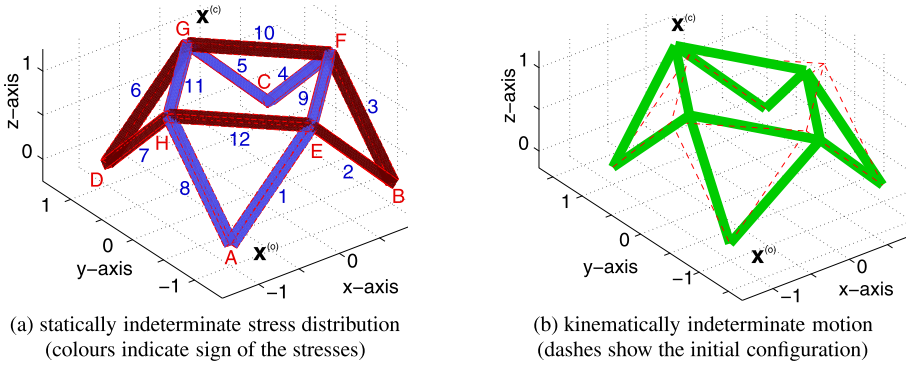 x(c)
G
10
F
1
5
4
C
6
11
9
3
z−axis
12
H
E
0
7
2
D
8
1
B
1
A
x(o)
0
0
y−axis
−1
−1
x−axis
(a) statically indeterminate stress distribution
(colours indicate sign of the stresses)
x(c)
1
z−axis
0
1
0
x(o)
y−axis
0
−1
−1
x−axis
(b) kinematically indeterminate motion
(dashes show the initial configuration)